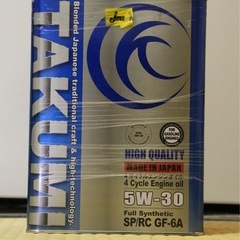 TAKUMI
Blended Japanese traditional craft & high-technology.
HIGH QUALITY
MADE IN JAPAN
4 Cycle Engine oil
5W-30
Full Synthetic
SP/RC GF-6A